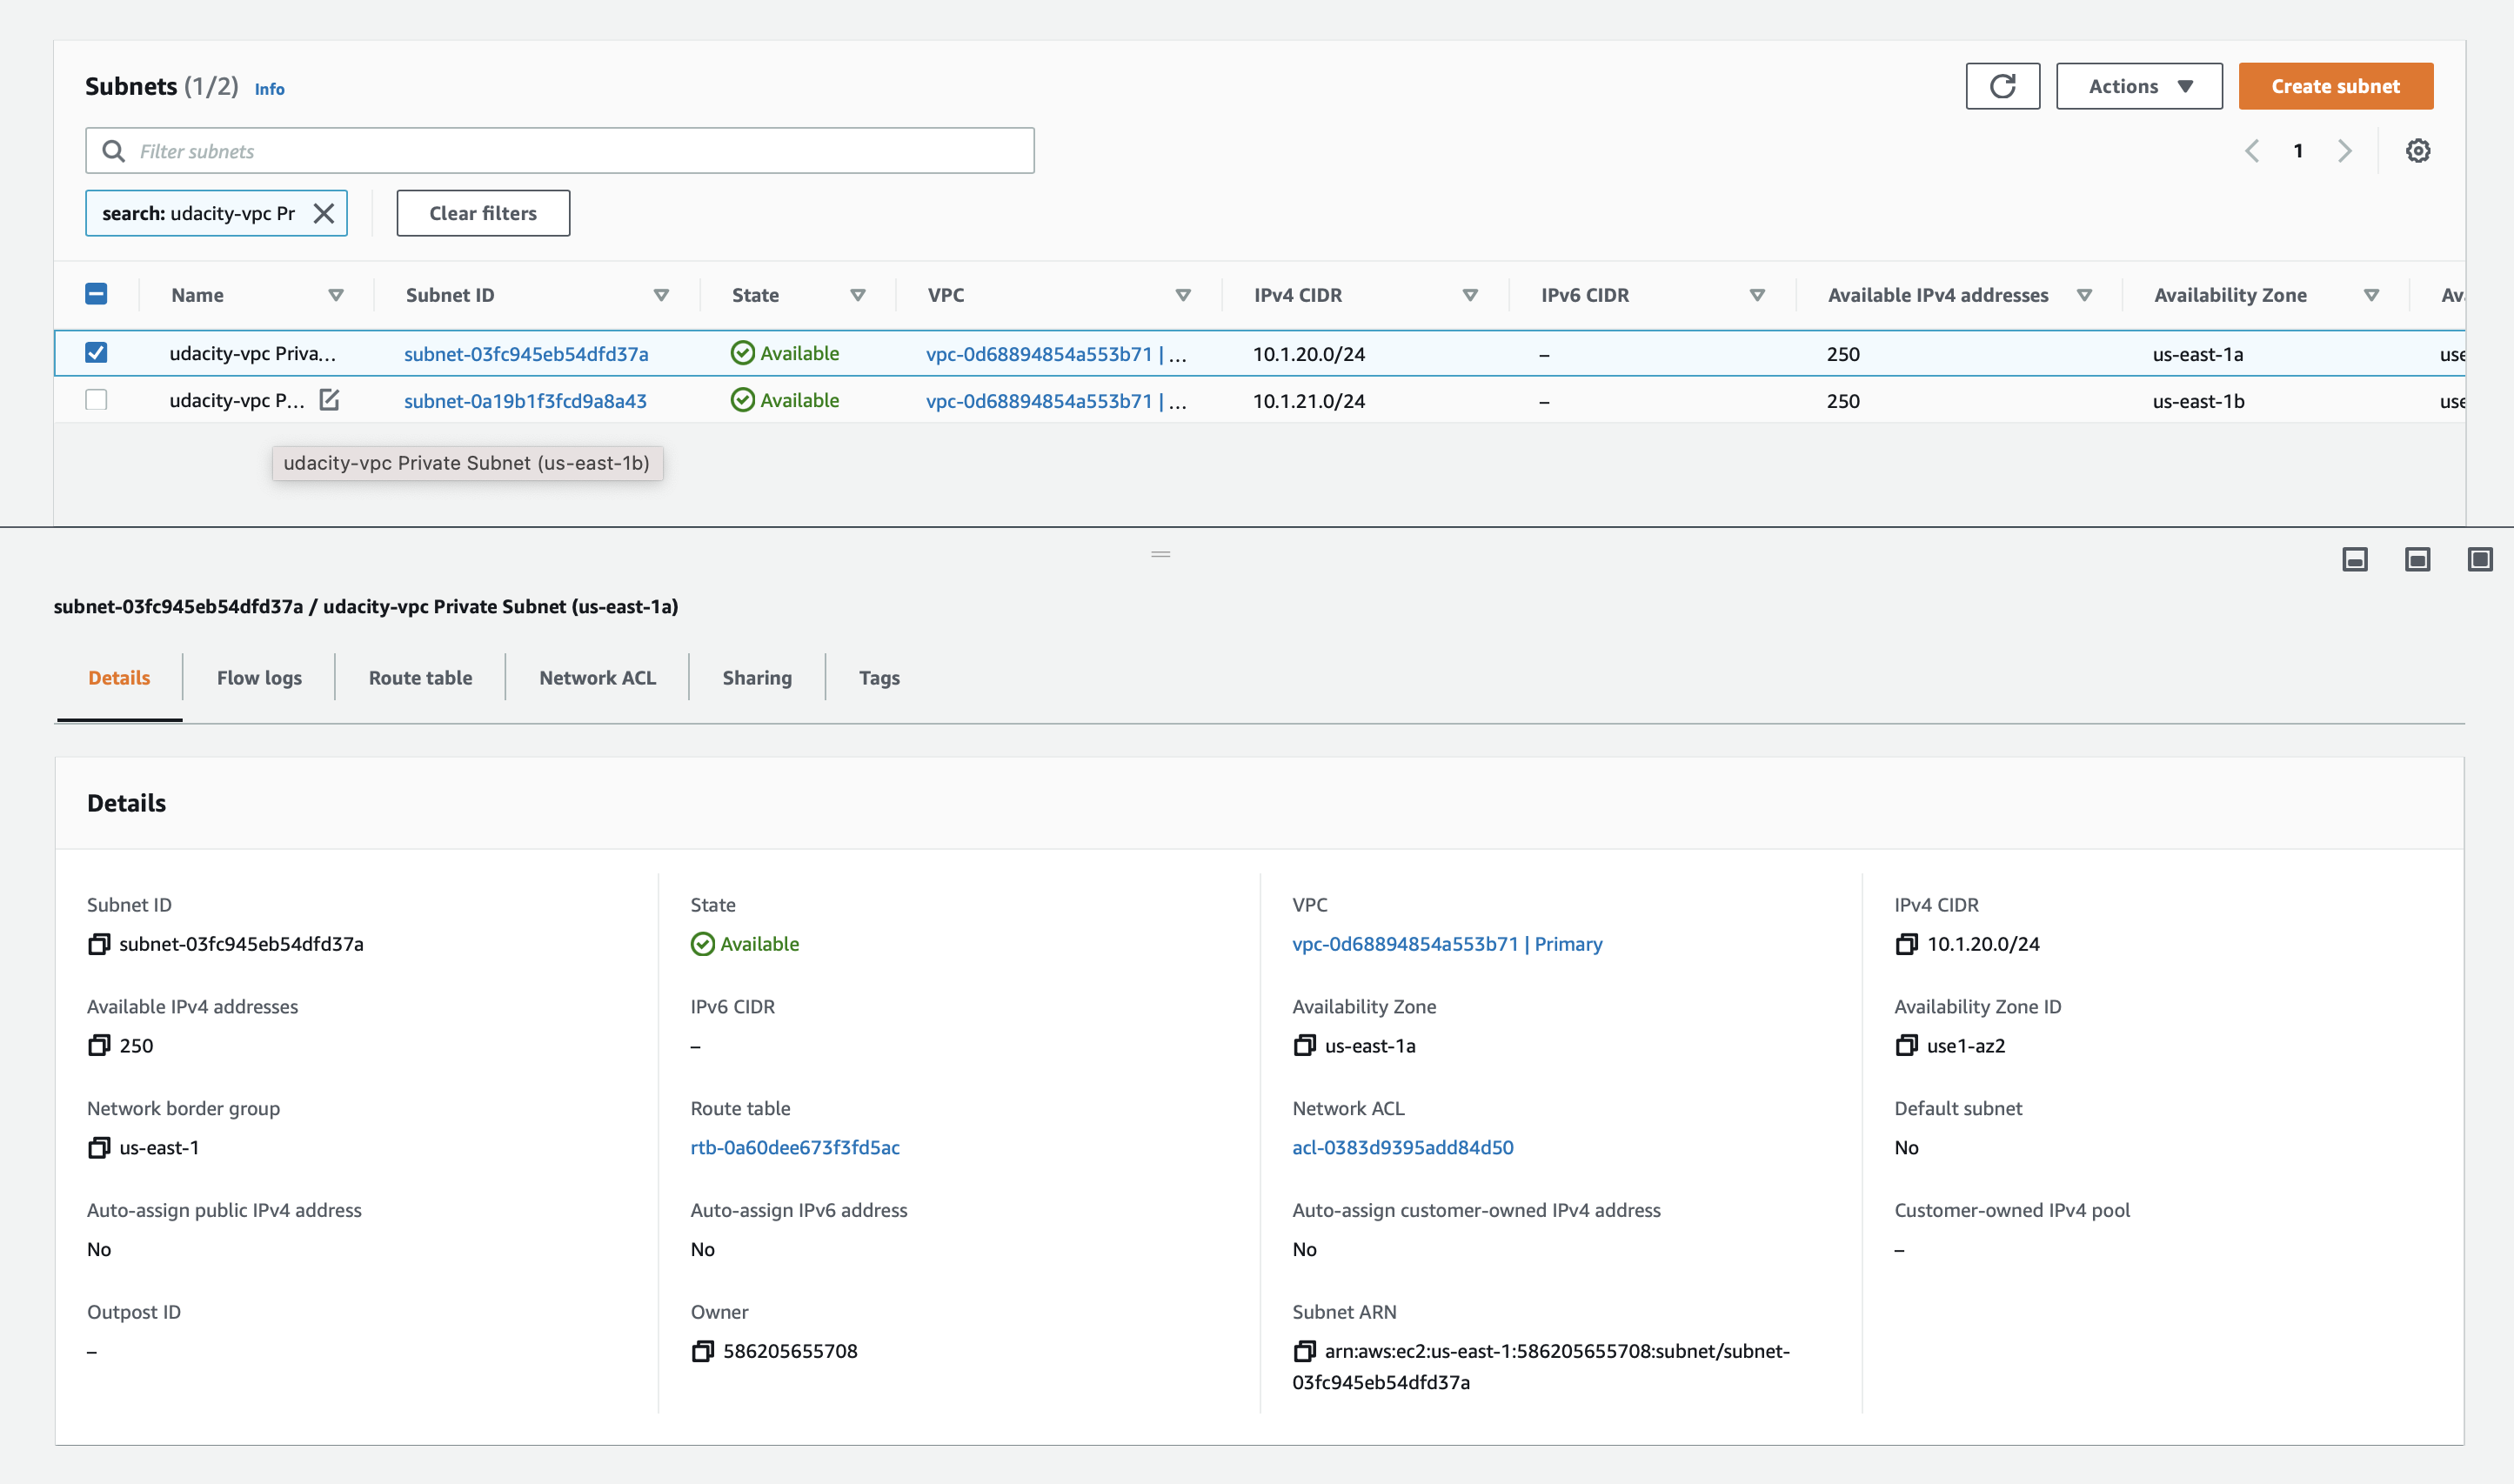 Subnets (1/2) Info
Actions
Create subnet
Filter subnets
1
search: udacity-vpc Pr
Clear filters
Name Subnet ID State VPC IPv4 CIDR IPv6 CIDR Available IPv4 addresses Availability Zone Av
udacity-vpc Priva... subnet-03fc945eb54dfd37a Available vpc-0d68894854a553b71 | ... 10.1.20.0/24 – 250 us-east-1a use
udacity-vpc P... subnet-0a19b1f3fcd9a8a43 Available vpc-0d68894854a553b71 | ... 10.1.21.0/24 – 250 us-east-1b use
udacity-vpc Private Subnet (us-east-1b)
subnet-03fc945eb54dfd37a / udacity-vpc Private Subnet (us-east-1a)
Details Flow logs Route table Network ACL Sharing Tags
Details
Subnet ID State VPC IPv4 CIDR
subnet-03fc945eb54dfd37a Available vpc-0d68894854a553b71 | Primary 10.1.20.0/24
Available IPv4 addresses IPv6 CIDR Availability Zone Availability Zone ID
250 – us-east-1a use1-az2
Network border group Route table Network ACL Default subnet
us-east-1 rtb-0a60dee673f3fd5ac acl-0383d9395add84d50 No
Auto-assign public IPv4 address Auto-assign IPv6 address Auto-assign customer-owned IPv4 address Customer-owned IPv4 pool
No No No –
Outpost ID Owner Subnet ARN
– 586205655708 arn:aws:ec2:us-east-1:586205655708:subnet/subnet-
03fc945eb54dfd37a